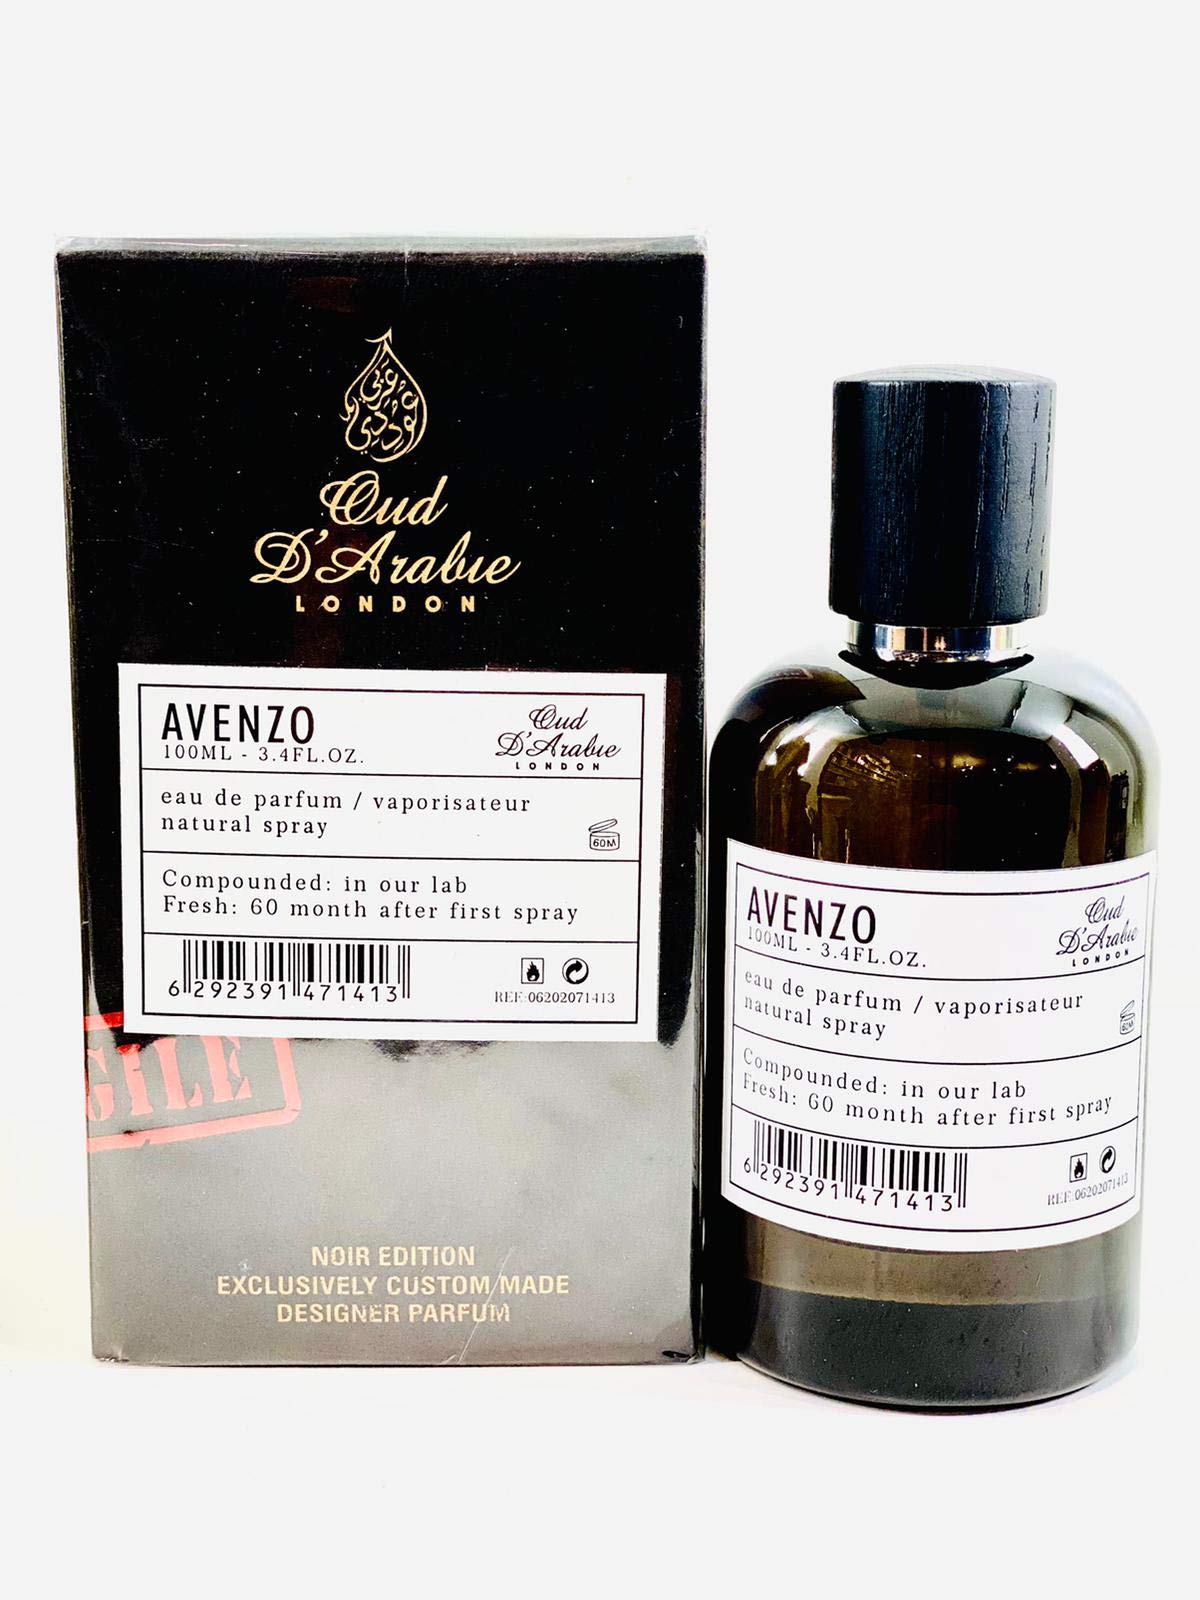 عود دي عربي
Oud
D'Arabie
LONDON
AVENZO
100ML - 3.4FL.OZ.
Oud
D'Arabie
LONDON
eau de parfum / vaporisateur
natural spray
60M
Compounded: in our lab
Fresh: 60 month after first spray
6 292391 471413
REF:06202071413
GILE
NOIR EDITION
EXCLUSIVELY CUSTOM MADE
DESIGNER PARFUM
AVENZO
100ML - 3.4FL.OZ.
Oud
D'Arabie
LONDON
eau de parfum / vaporisateur
natural spray
60M
Compounded: in our lab
Fresh: 60 month after first spray
6 292391 471413
REF:06202071413